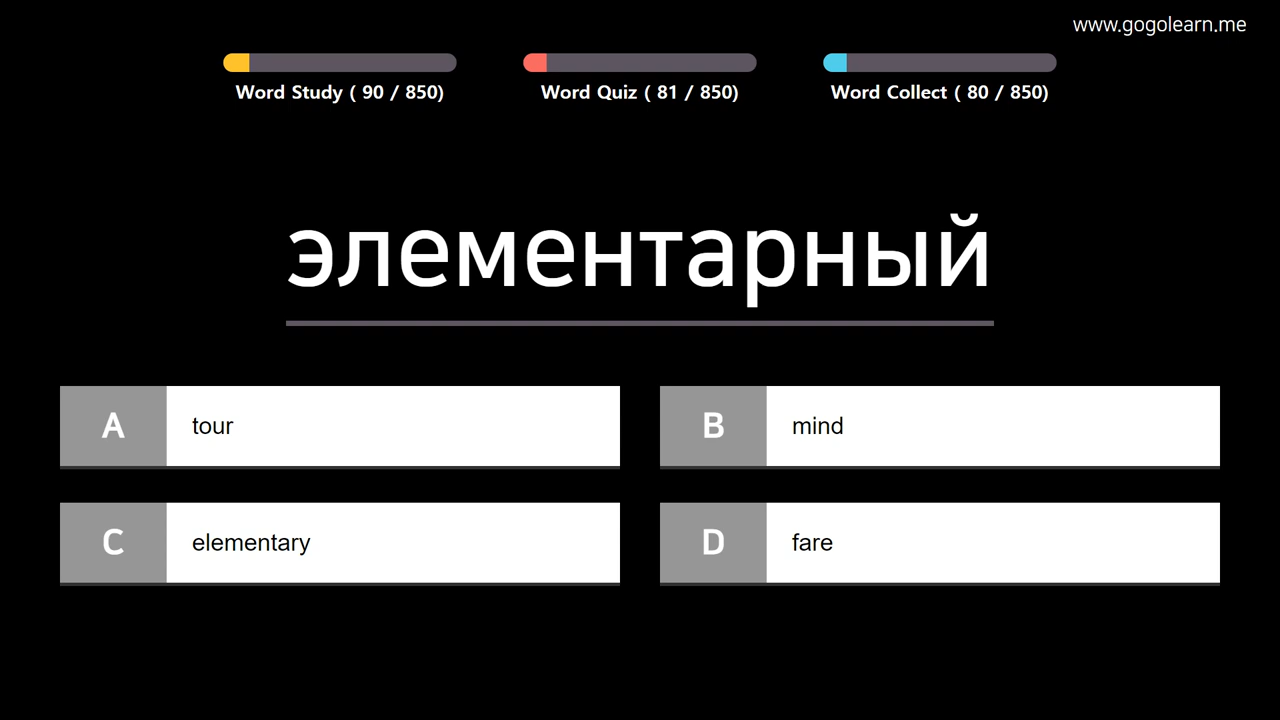 www.gogolearn.me
Word Study ( 90 / 850)
Word Quiz ( 81 / 850)
Word Collect ( 80 / 850)
элементарный
A tour
B mind
C elementary
D fare